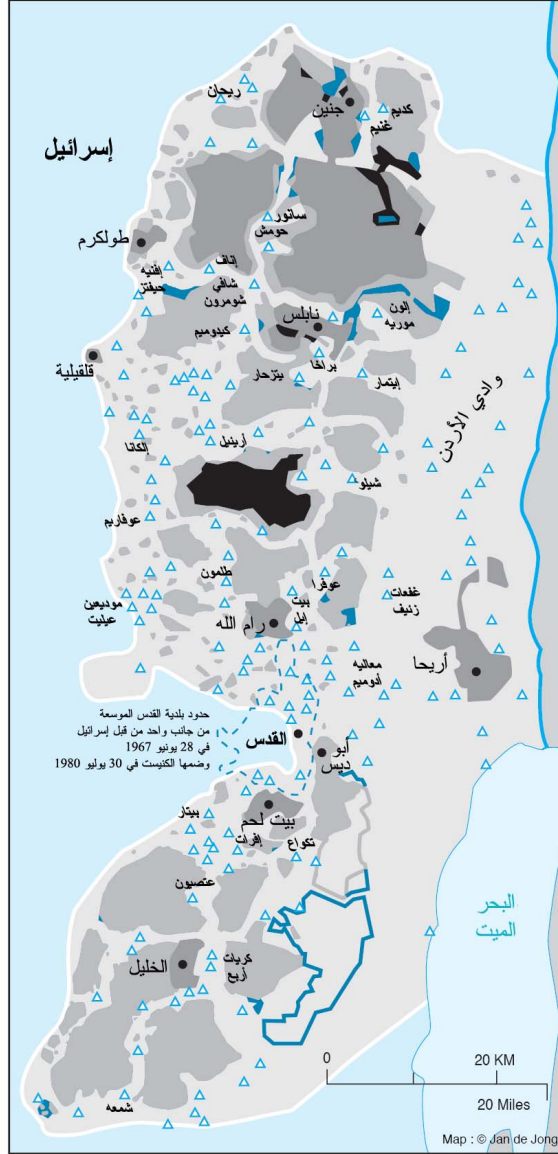 ريحان
جنين
كديم
غنيم
إسرائيل
سانور
حومش
طولكرم
إفنيه
حيفتز
إناف
شافي
شومرون
نابلس
إلون
موريه
كيدوميم
براخا
قلقيلية
يتزحار
إيتمار
وادي الأردن
إلكانا
أرييل
شيلو
عوفاريم
طلمون
عوفرا
غفعات
زئيف
بيت
إيل
موديعين
عيليت
رام الله
أريحا
معاليه
أدوميم
حدود بلدية القدس الموسعة
من جانب واحد من قبل إسرائيل
في 28 يونيو 1967
وضمها الكنيست في 30 يوليو 1980
القدس
أبو
ديس
بيتار
بيت لحم
إفرات
تكواع
عتصيون
البحر
الميت
الخليل
كريات
أربع
شمعه
0
20 KM
20 Miles
Map : © Jan de Jong